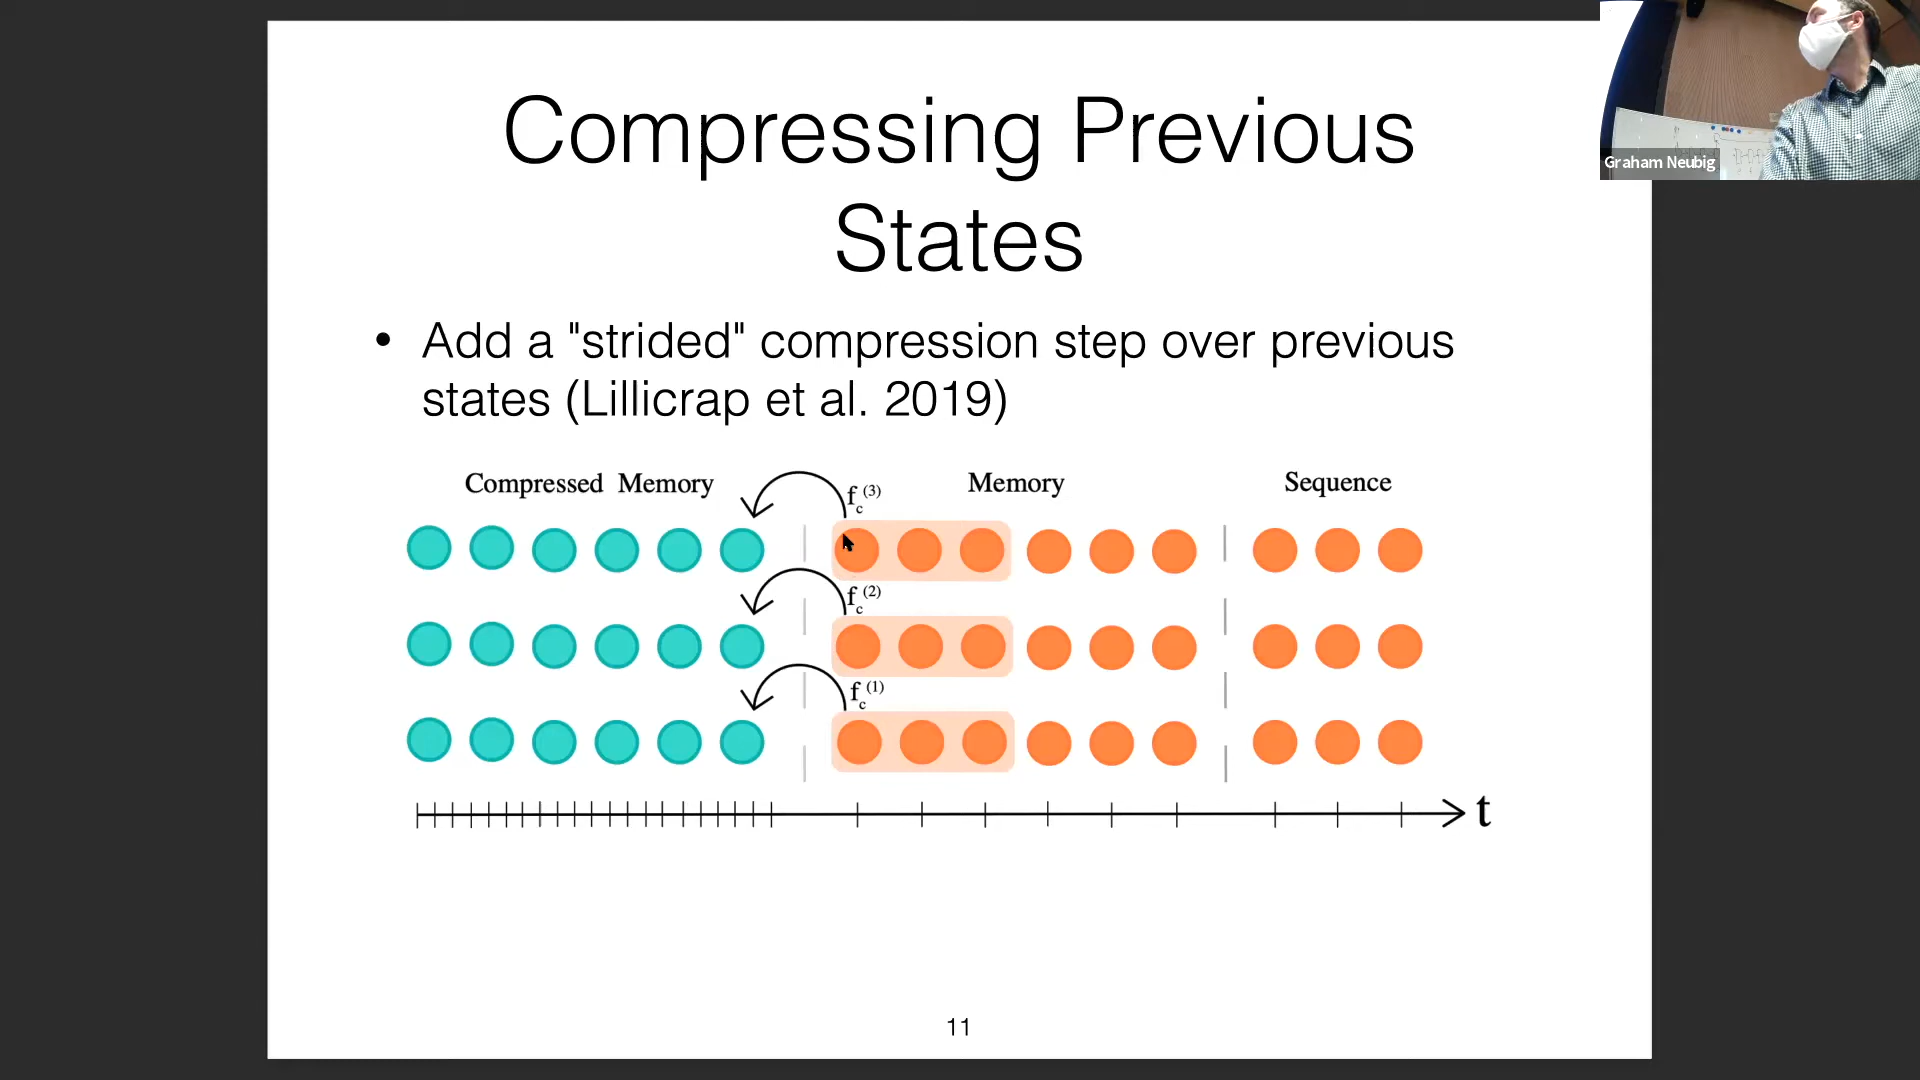 Compressing Previous
States
• Add a "strided" compression step over previous
states (Lillicrap et al. 2019)
Compressed Memory
Memory
Sequence
f_c^(3)
f_c^(2)
f_c^(1)
t
11
Graham Neubig